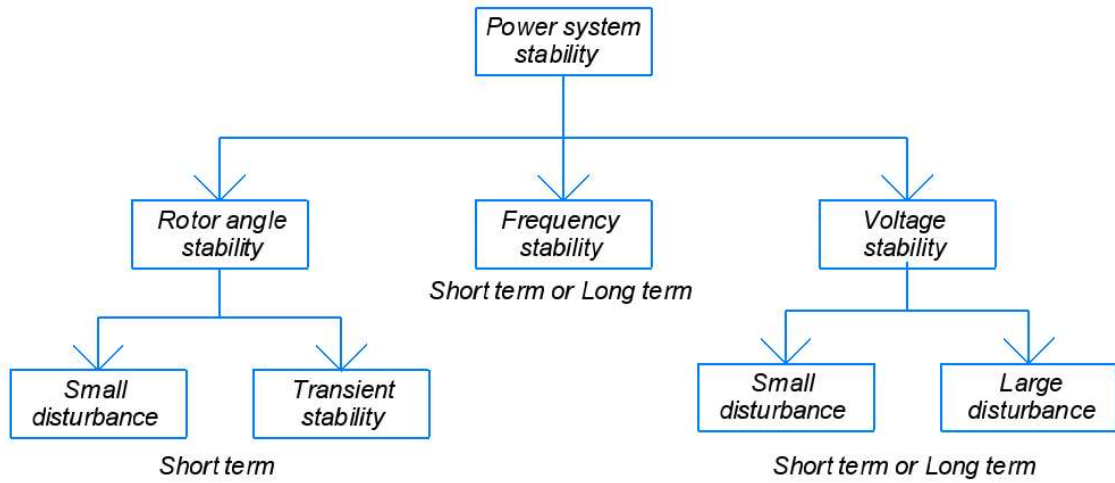 Power system
stability
Rotor angle
stability
Frequency
stability
Voltage
stability
Short term or Long term
Small
disturbance
Transient
stability
Small
disturbance
Large
disturbance
Short term
Short term or Long term